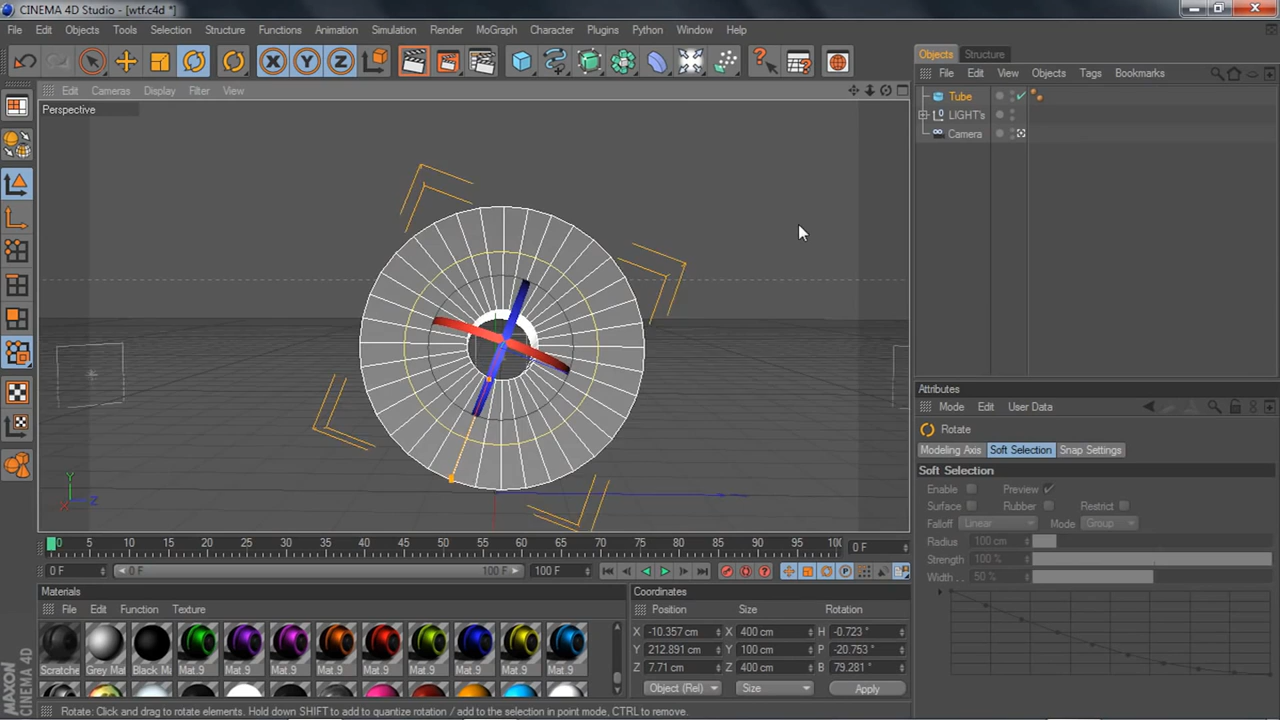 CINEMA 4D Studio - [wtf.c4d *]
File Edit Objects Tools Selection Structure Functions Animation Simulation Render MoGraph Character Plugins Python Window Help
X Y Z
Objects Structure
File Edit View Objects Tags Bookmarks
Edit Cameras Display Filter View
Perspective
Tube
LIGHT's
Camera
Y
Z
X
Attributes
Mode Edit User Data
Rotate
Modeling Axis Soft Selection Snap Settings
Soft Selection
Enable Preview
Surface Rubber Restrict
Falloff Linear Mode Group
Radius 100 cm
Strength 100 %
Width . . 50 %
0 5 10 15 20 25 30 35 40 45 50 55 60 65 70 75 80 85 90 95 100 0 F
0 F 0 F 100 F 100 F
Materials
File Edit Function Texture
Scratche Grey Mat Black Ma Mat.9 Mat.9 Mat.9 Mat.9 Mat.9 Mat.9 Mat.9 Mat.9 Mat.9
Coordinates
Position Size Rotation
X -10.357 cm X 400 cm H -0.723 °
Y 212.891 cm Y 100 cm P -20.753 °
Z 7.71 cm Z 400 cm B 79.281 °
Object (Rel) Size Apply
MAXON CINEMA 4D
Rotate: Click and drag to rotate elements. Hold down SHIFT to add to quantize rotation / add to the selection in point mode, CTRL to remove.